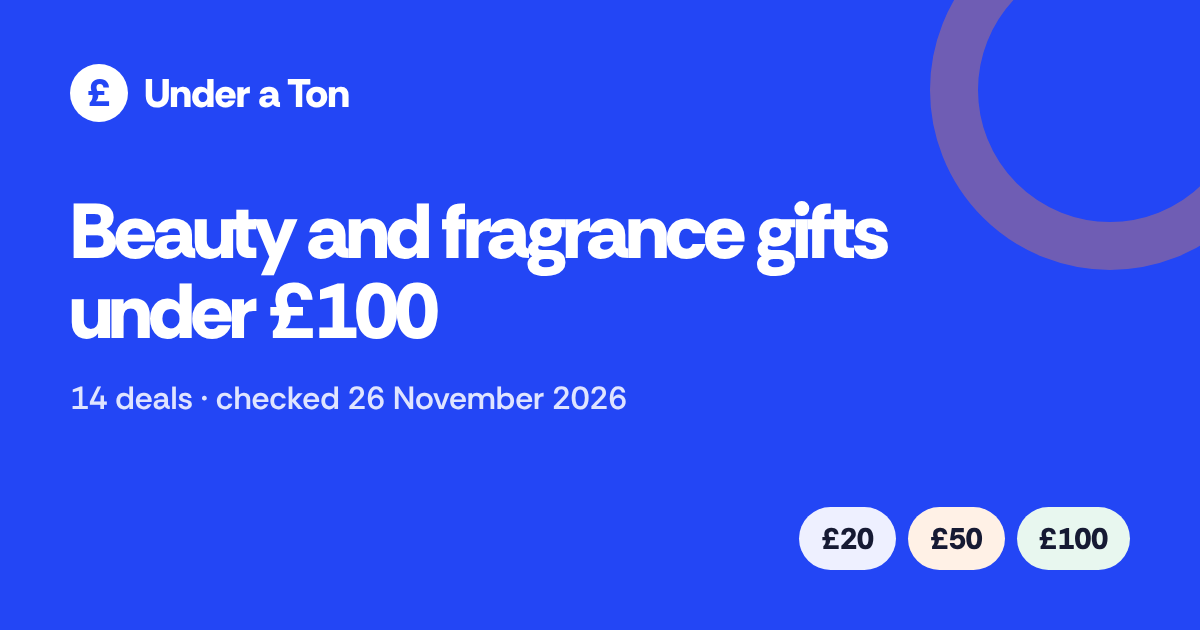 £ Under a Ton
Beauty and fragrance gifts
under £100
14 deals · checked 26 November 2026
£20 £50 £100